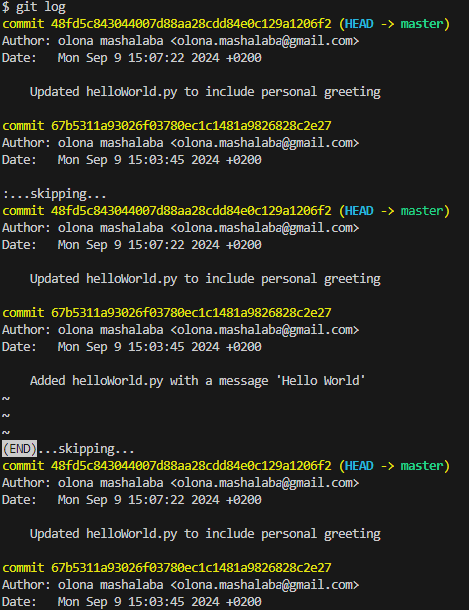 $ git log
commit 48fd5c843044007d88aa28cdd84e0c129a1206f2 (HEAD -> master)
Author: olona mashalaba <olona.mashalaba@gmail.com>
Date:   Mon Sep 9 15:07:22 2024 +0200

    Updated helloWorld.py to include personal greeting

commit 67b5311a93026f03780ec1c1481a9826828c2e27
Author: olona mashalaba <olona.mashalaba@gmail.com>
Date:   Mon Sep 9 15:03:45 2024 +0200

:...skipping...
commit 48fd5c843044007d88aa28cdd84e0c129a1206f2 (HEAD -> master)
Author: olona mashalaba <olona.mashalaba@gmail.com>
Date:   Mon Sep 9 15:07:22 2024 +0200

    Updated helloWorld.py to include personal greeting

commit 67b5311a93026f03780ec1c1481a9826828c2e27
Author: olona mashalaba <olona.mashalaba@gmail.com>
Date:   Mon Sep 9 15:03:45 2024 +0200

    Added helloWorld.py with a message 'Hello World'
~
~
~
(END)...skipping...
commit 48fd5c843044007d88aa28cdd84e0c129a1206f2 (HEAD -> master)
Author: olona mashalaba <olona.mashalaba@gmail.com>
Date:   Mon Sep 9 15:07:22 2024 +0200

    Updated helloWorld.py to include personal greeting

commit 67b5311a93026f03780ec1c1481a9826828c2e27
Author: olona mashalaba <olona.mashalaba@gmail.com>
Date:   Mon Sep 9 15:03:45 2024 +0200